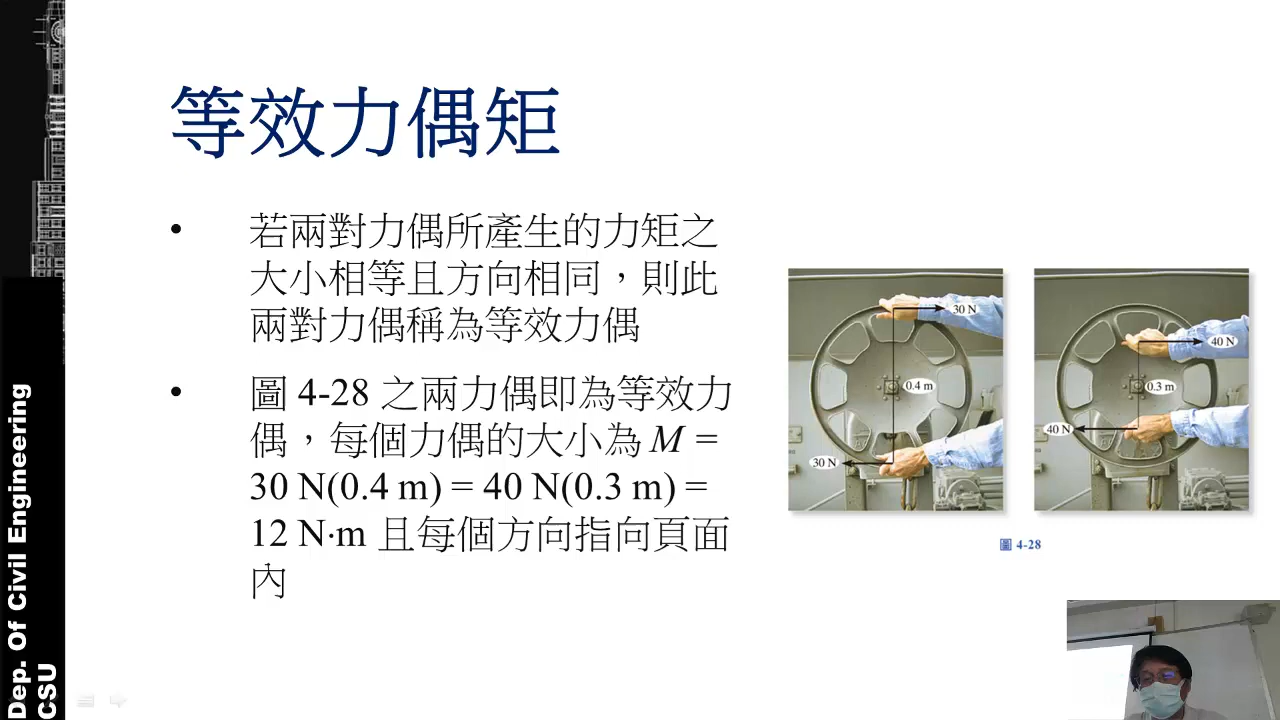 等效力偶矩
• 若兩對力偶所產生的力矩之
大小相等且方向相同，則此
兩對力偶稱為等效力偶
• 圖 4-28 之兩力偶即為等效力
偶，每個力偶的大小為 M =
30 N(0.4 m) = 40 N(0.3 m) =
12 N·m 且每個方向指向頁面
內
30 N
0.4 m
30 N
40 N
0.3 m
40 N
圖 4-28
Dep. Of Civil Engineering
CSU